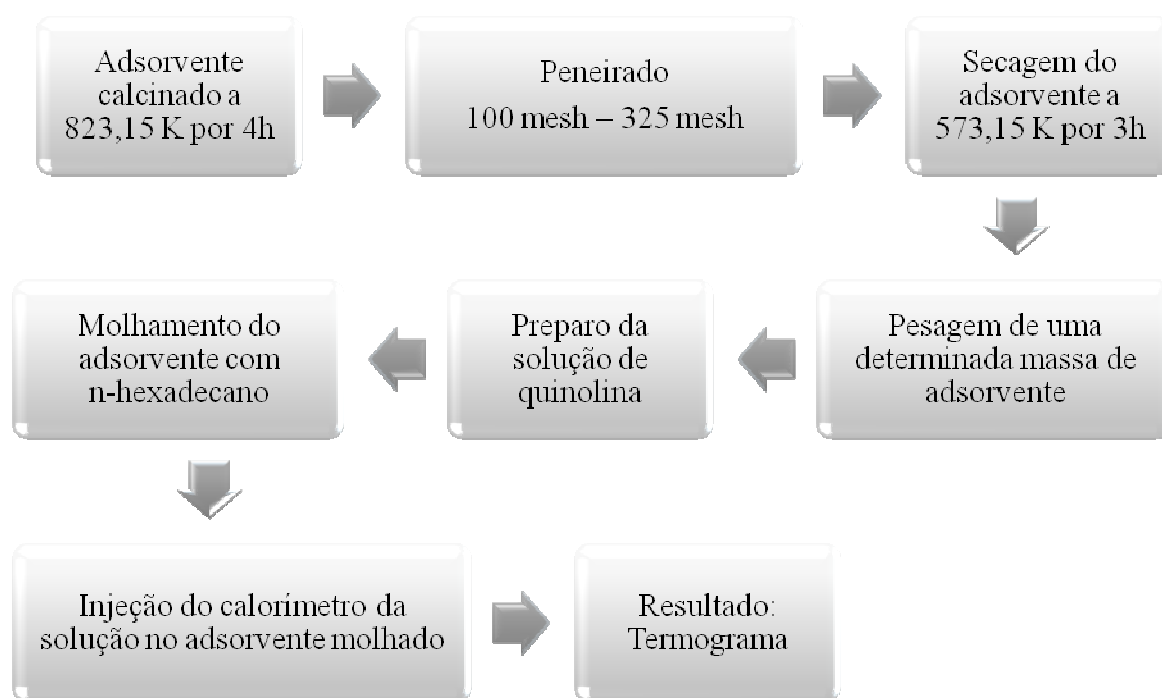 Adsorvente
calcinado a
823,15 K por 4h
Peneirado
100 mesh – 325 mesh
Secagem do
adsorvente a
573,15 K por 3h
Pesagem de uma
determinada massa de
adsorvente
Preparo da
solução de
quinolina
Molhamento do
adsorvente com
n-hexadecano
Injeção do calorímetro da
solução no adsorvente molhado
Resultado:
Termograma